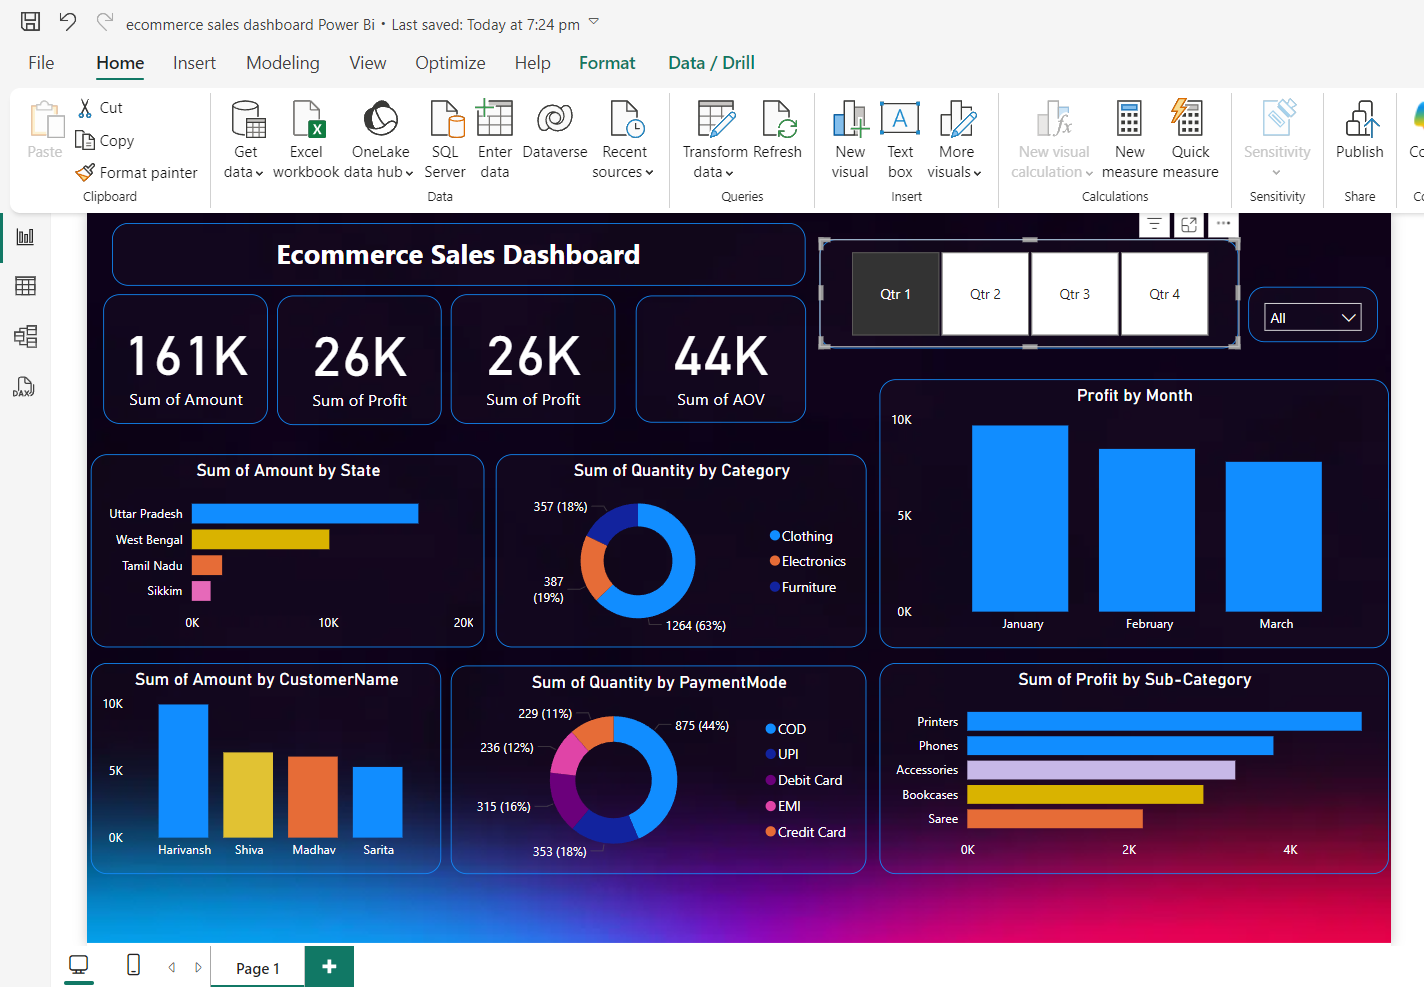 ecommerce sales dashboard Power Bi • Last saved: Today at 7:24 pm
File Home Insert Modeling View Optimize Help Format Data / Drill
Paste
Cut
Copy
Format painter
Clipboard
Get data
Excel workbook
OneLake data hub
SQL Server
Enter data
Dataverse
Recent sources
Data
Transform data
Refresh
Queries
New visual
Text box
More visuals
Insert
New visual calculation
New measure
Quick measure
Calculations
Sensitivity
Sensitivity
Publish
Share
DAX
Ecommerce Sales Dashboard
Qtr 1 Qtr 2 Qtr 3 Qtr 4
All
161K
Sum of Amount
26K
Sum of Profit
26K
Sum of Profit
44K
Sum of AOV
Profit by Month
10K
5K
0K
January February March
Sum of Amount by State
Uttar Pradesh
West Bengal
Tamil Nadu
Sikkim
0K 10K 20K
Sum of Quantity by Category
357 (18%)
387
(19%)
1264 (63%)
Clothing
Electronics
Furniture
Sum of Amount by CustomerName
10K
5K
0K
Harivansh Shiva Madhav Sarita
Sum of Quantity by PaymentMode
229 (11%)
875 (44%)
236 (12%)
315 (16%)
353 (18%)
COD
UPI
Debit Card
EMI
Credit Card
Sum of Profit by Sub-Category
Printers
Phones
Accessories
Bookcases
Saree
0K 2K 4K
Page 1